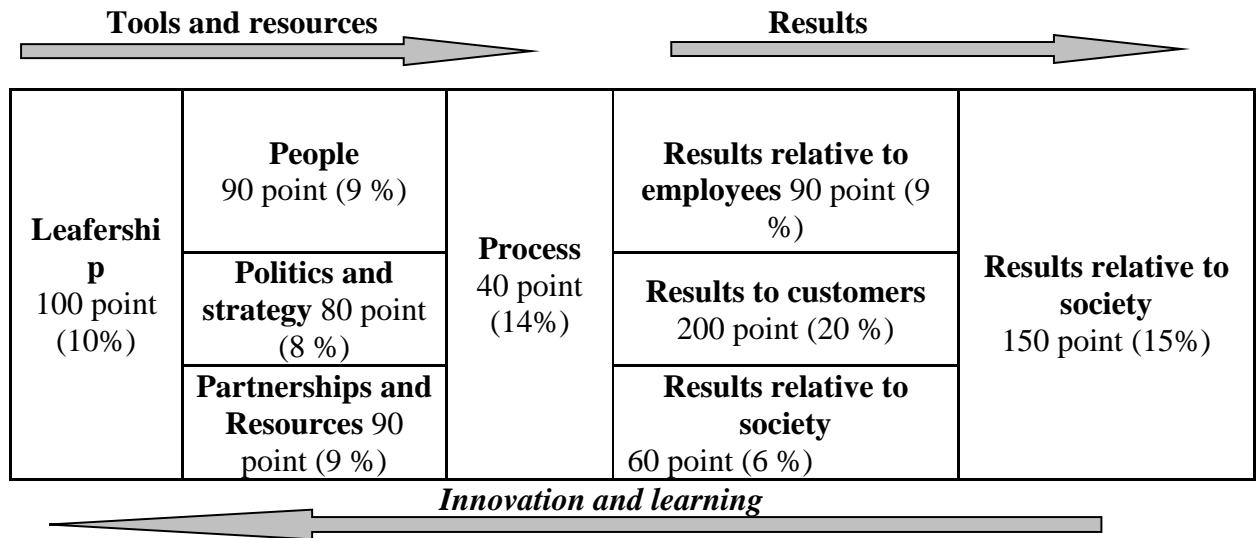 Tools and resources
Results
Leafershi
p
100 point
(10%)
People
90 point (9 %)
Politics and
strategy 80 point
(8 %)
Partnerships and
Resources 90
point (9 %)
Process
40 point
(14%)
Results relative to
employees 90 point (9
%)
Results to customers
200 point (20 %)
Results relative to
society
60 point (6 %)
Results relative to
society
150 point (15%)
Innovation and learning